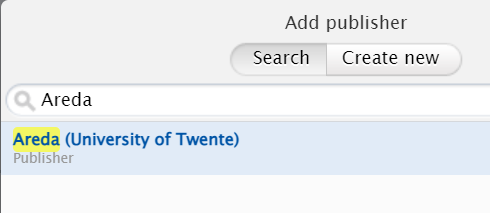 Add publisher
Search Create new
Areda
Areda (University of Twente)
Publisher